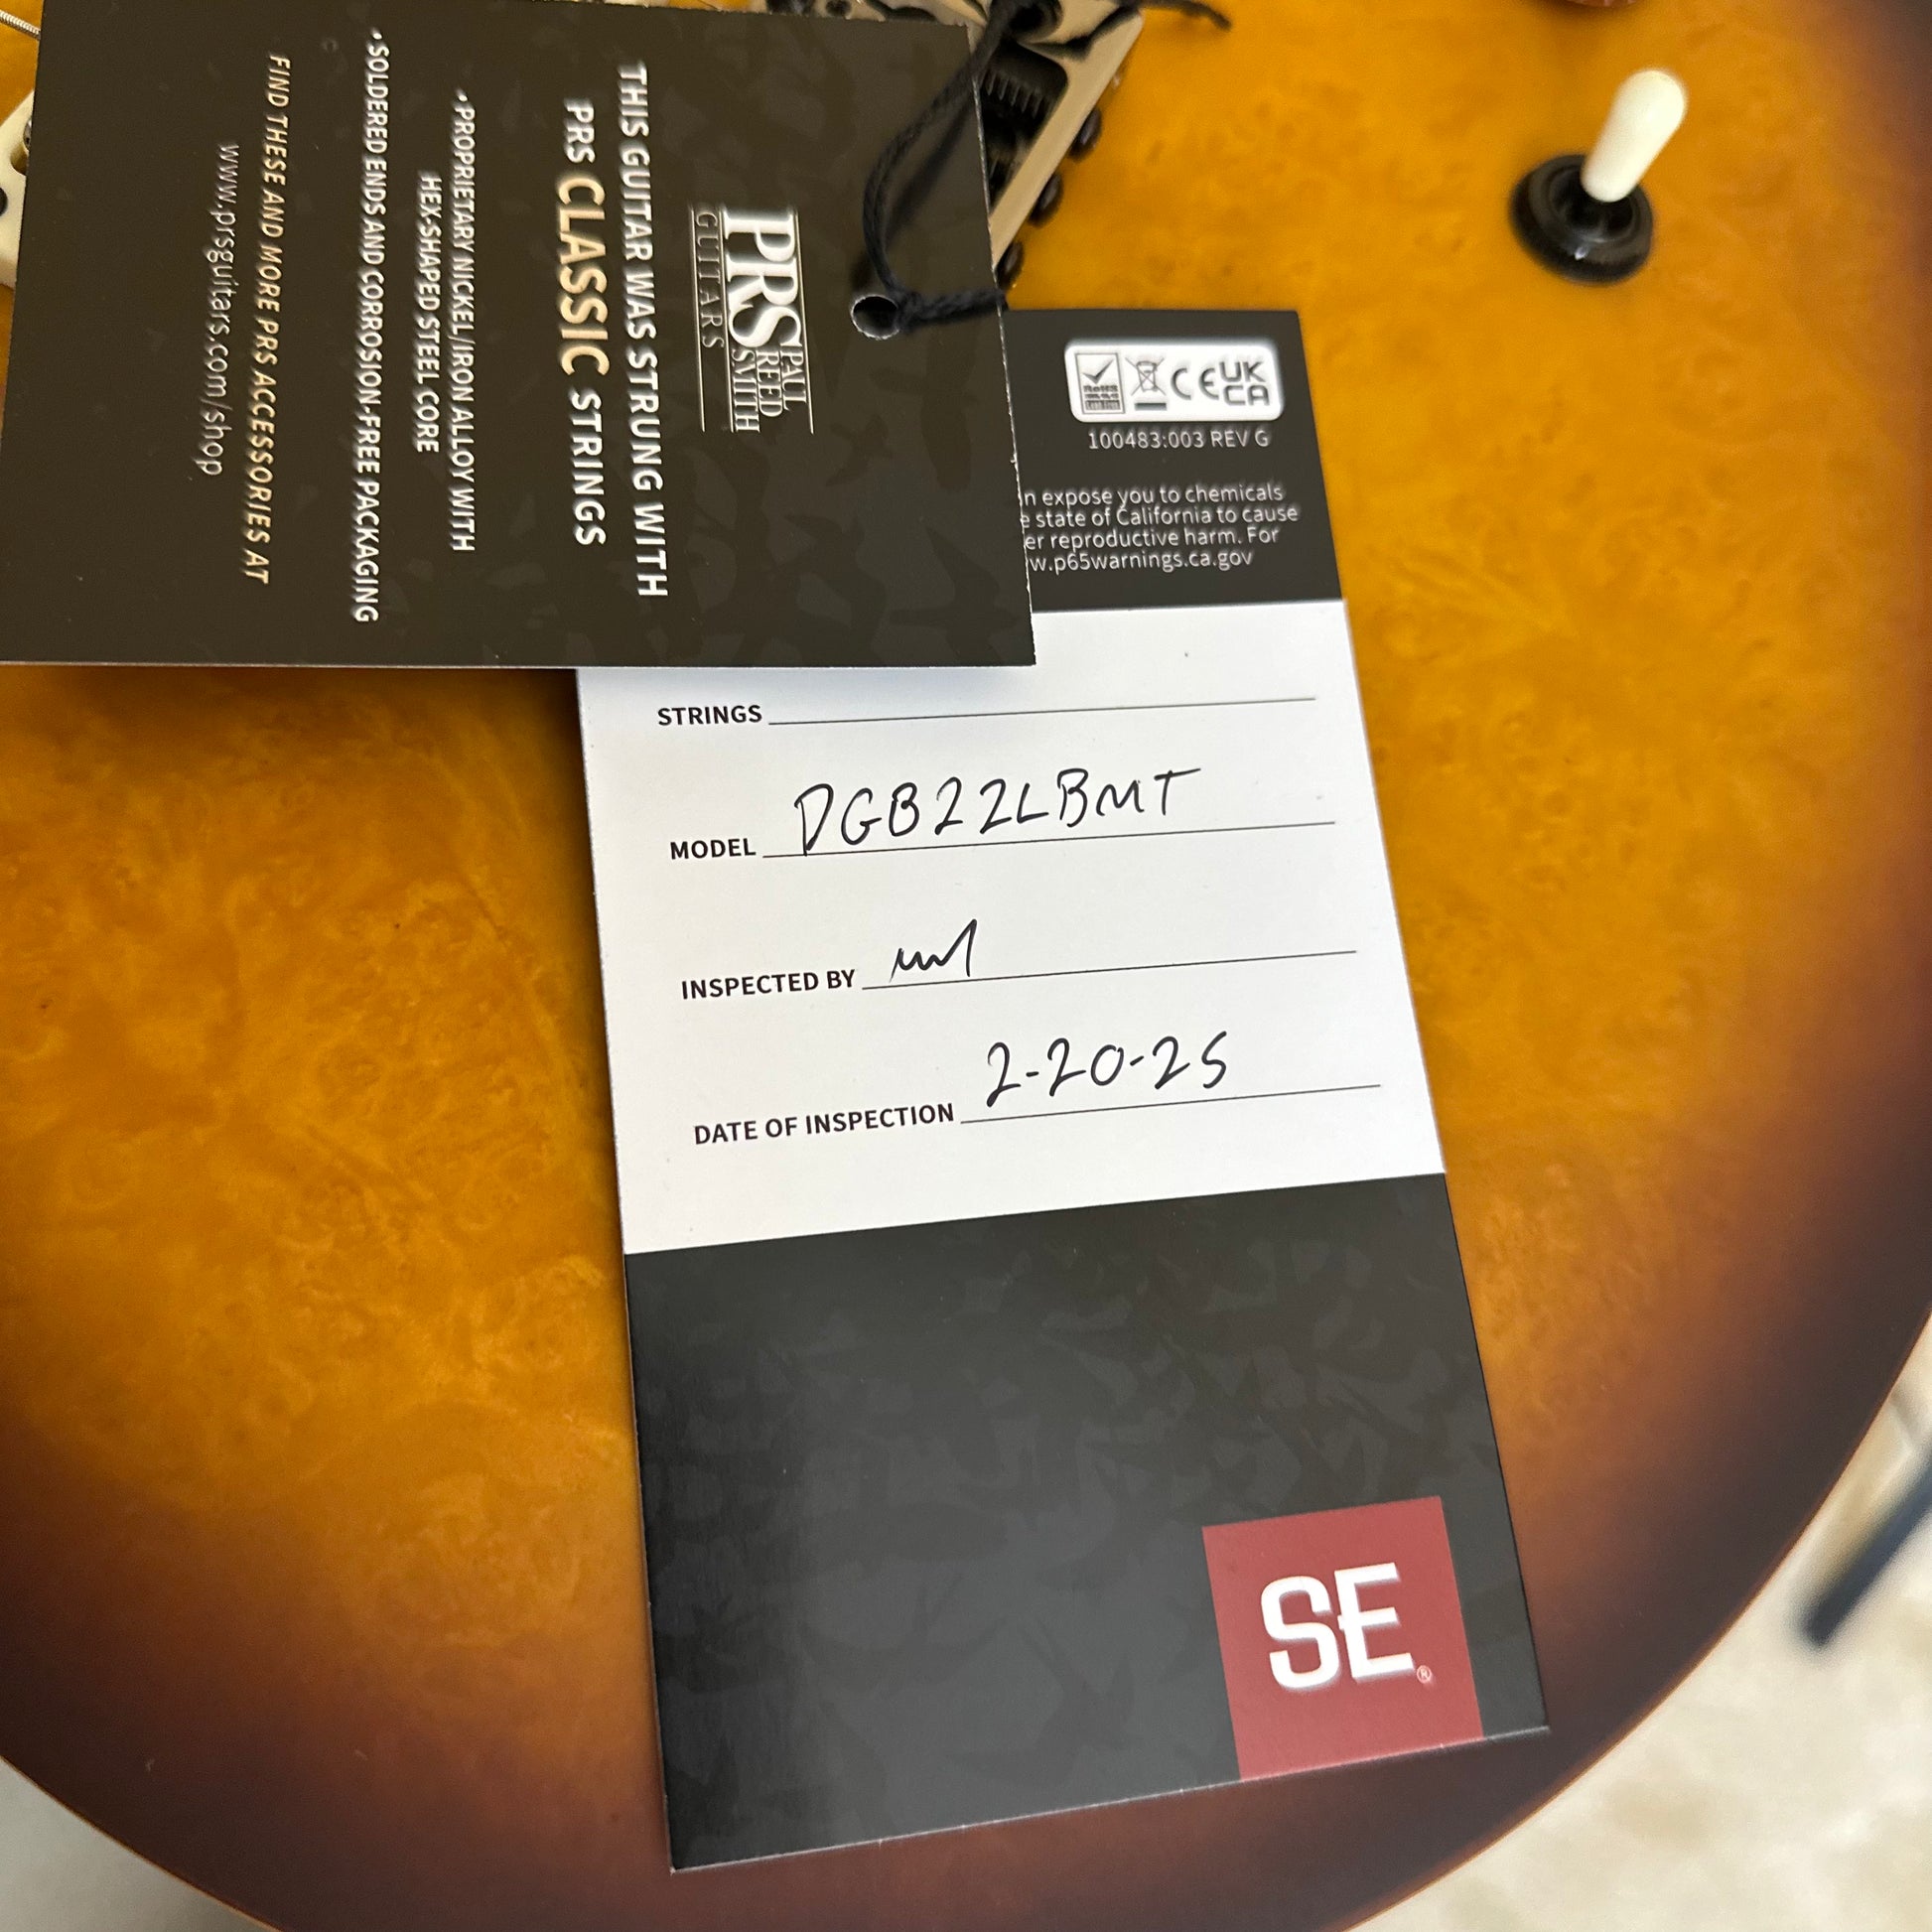 PRS
PAUL
REED
SMITH
GUITARS
THIS GUITAR WAS STRUNG WITH
PRS CLASSIC STRINGS
•PROPRIETARY NICKEL/IRON ALLOY WITH
HEX-SHAPED STEEL CORE
•SOLDERED ENDS AND CORROSION-FREE PACKAGING
FIND THESE AND MORE PRS ACCESSORIES AT
www.prsguitars.com/shop
RoHS
CE UK
CA
100483:003 REV G
n expose you to chemicals
e state of California to cause
er reproductive harm. For
w.p65warnings.ca.gov
STRINGS
MODEL DGB22LBMT
INSPECTED BY
DATE OF INSPECTION 2-20-25
SE®